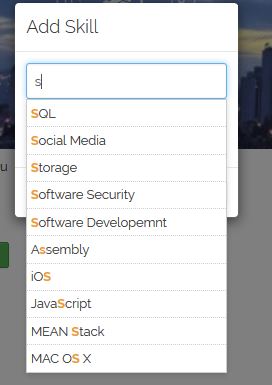 Add Skill
s
SQL
Social Media
Storage
Software Security
Software Developemnt
Assembly
iOS
JavaScript
MEAN Stack
MAC OS X
u